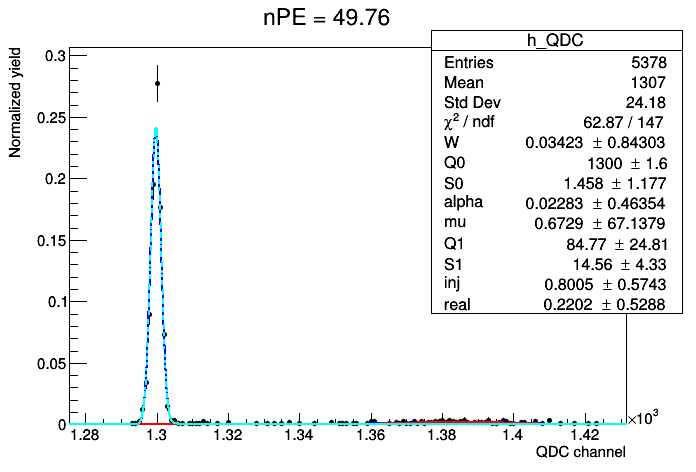 nPE = 49.76
h_QDC
Entries 5378
Mean 1307
Std Dev 24.18
χ² / ndf 62.87 / 147
W 0.03423 ± 0.84303
Q0 1300 ± 1.6
S0 1.458 ± 1.177
alpha 0.02283 ± 0.46354
mu 0.6729 ± 67.1379
Q1 84.77 ± 24.81
S1 14.56 ± 4.33
inj 0.8005 ± 0.5743
real 0.2202 ± 0.5288
Normalized yield
0.3
0.25
0.2
0.15
0.1
0.05
0
1.28 1.3 1.32 1.34 1.36 1.38 1.4 1.42
×10³
QDC channel